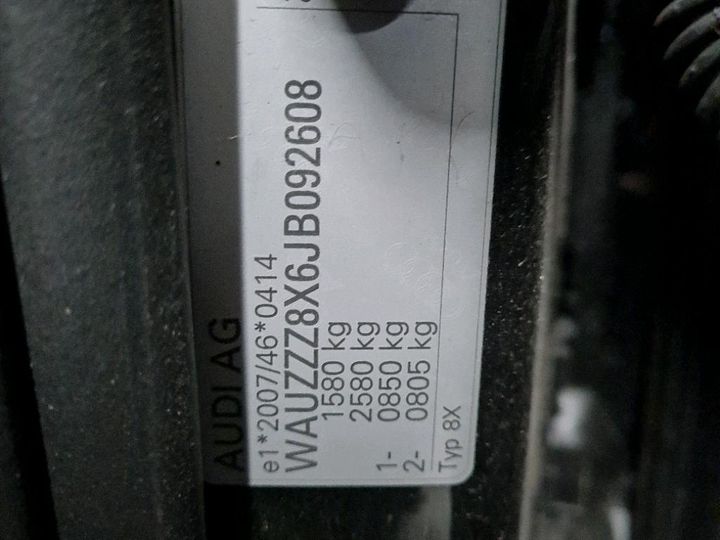 AUDI AG
e1*2007/46*0414
WAUZZZ8X6JB092608
1580 kg
2580 kg
1- 0850 kg
2- 0805 kg
Typ 8X